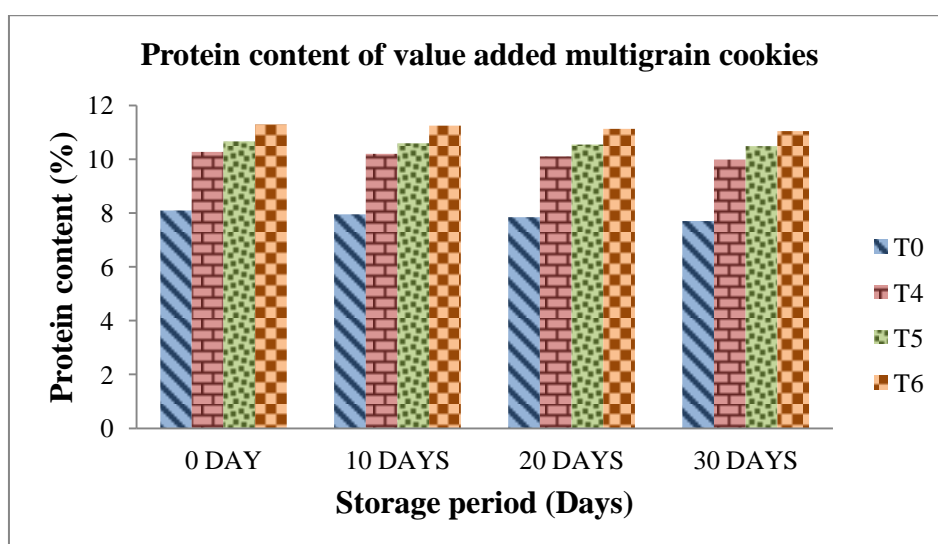 Protein content of value added multigrain cookies
Protein content (%)
12
10
8
6
4
2
0
0 DAY
10 DAYS
20 DAYS
30 DAYS
Storage period (Days)
T0
T4
T5
T6